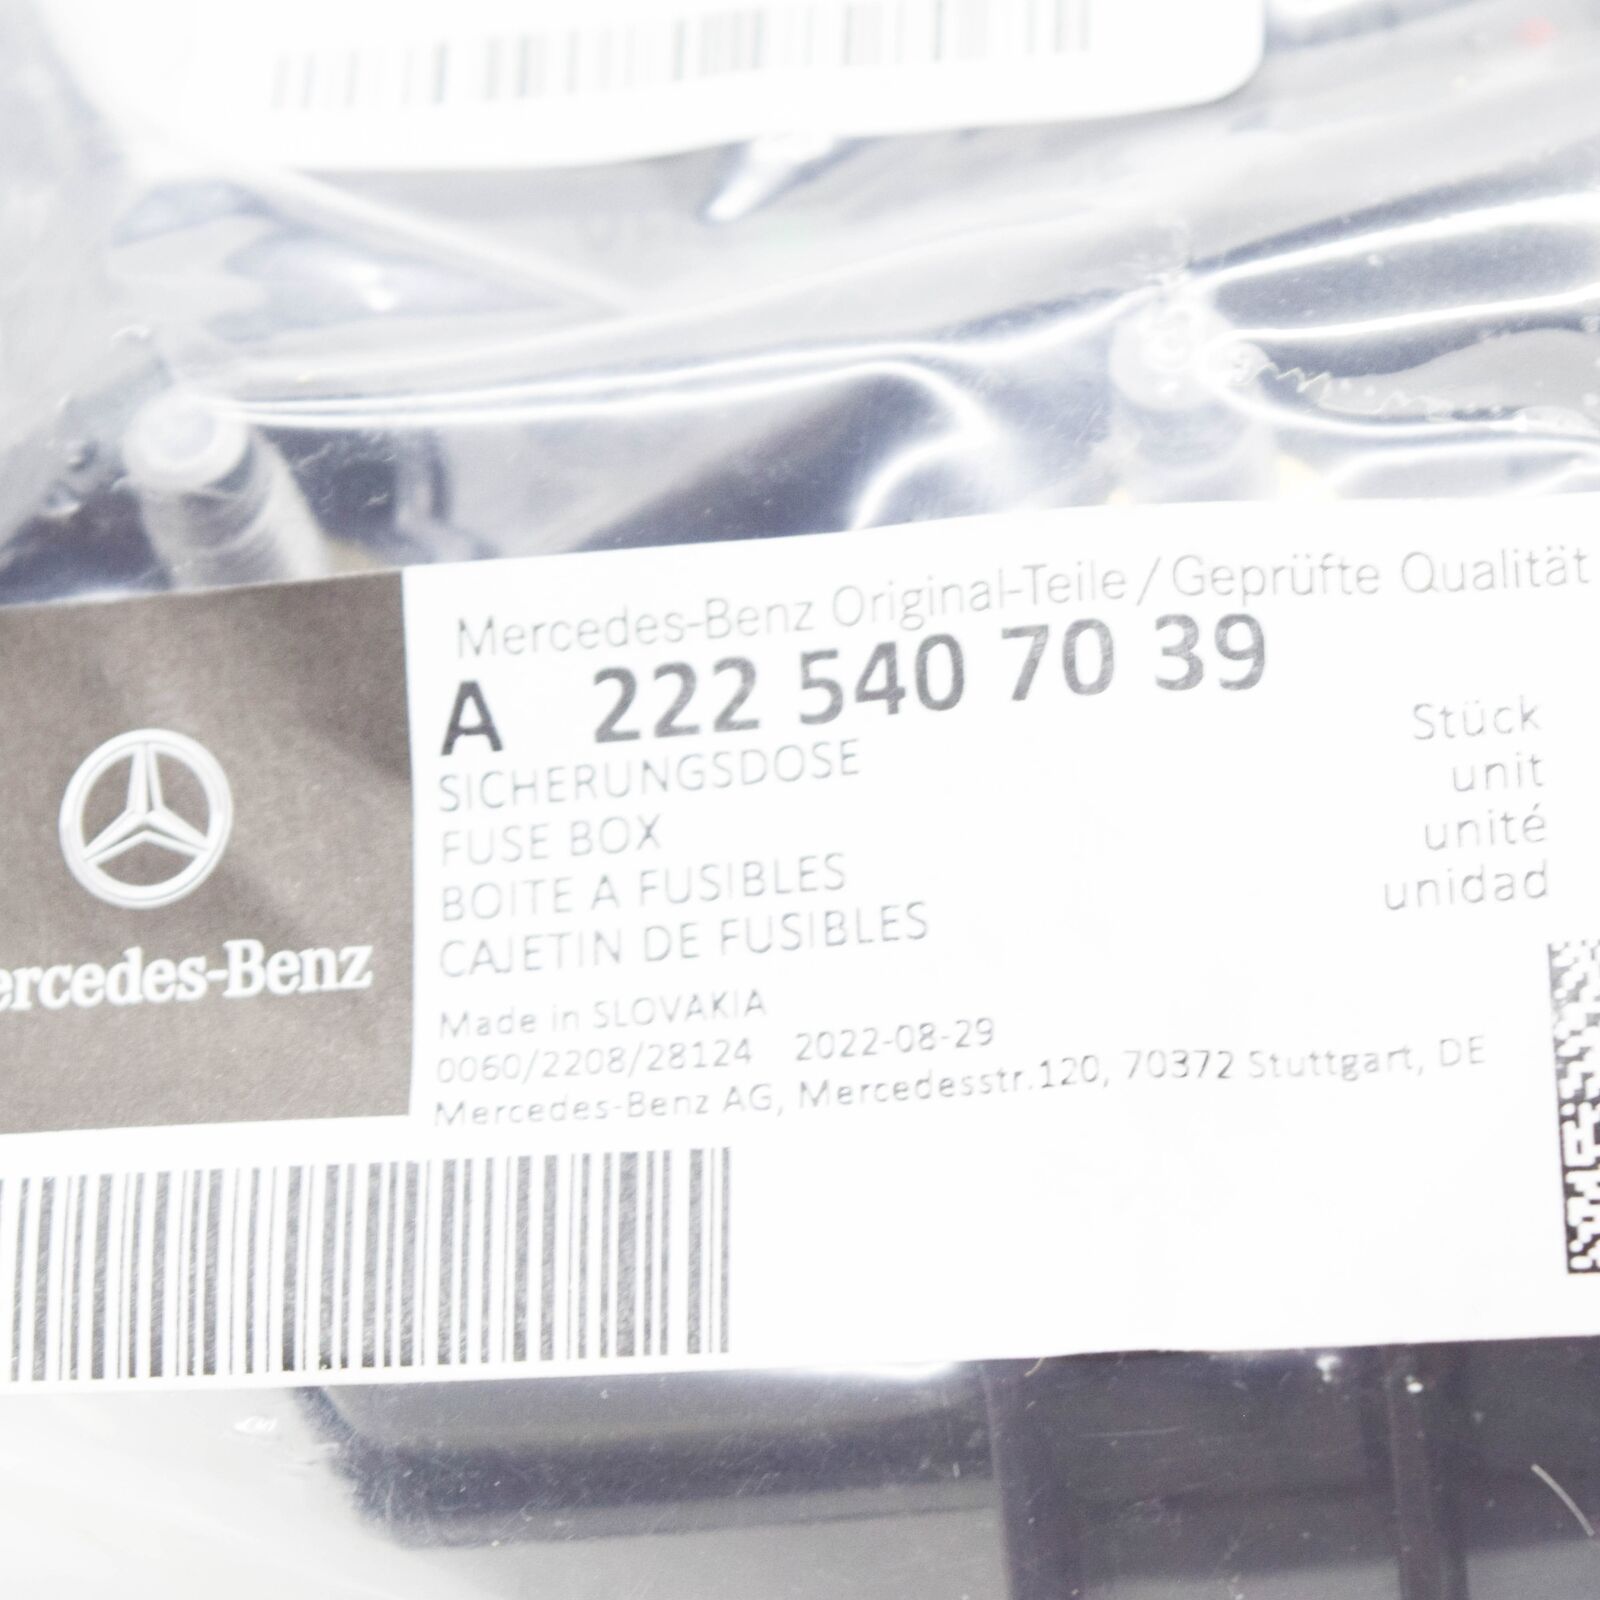 Mercedes-Benz Original-Teile / Geprüfte Qualität
A 222 540 70 39
SICHERUNGSDOSE
FUSE BOX
BOITE A FUSIBLES
CAJETIN DE FUSIBLES
Stück
unit
unité
unidad
Made in SLOVAKIA
0060/2208/28124 2022-08-29
Mercedes-Benz AG, Mercedesstr.120, 70372 Stuttgart, DE
ercedes-Benz